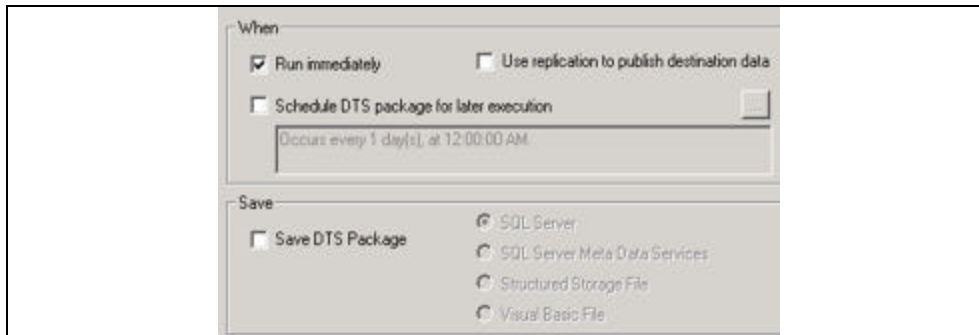 When
Run immediately
Use replication to publish destination data
Schedule DTS package for later execution
...
Occurs every 1 day(s), at 12:00:00 AM.
Save
Save DTS Package
SQL Server
SQL Server Meta Data Services
Structured Storage File
Visual Basic File